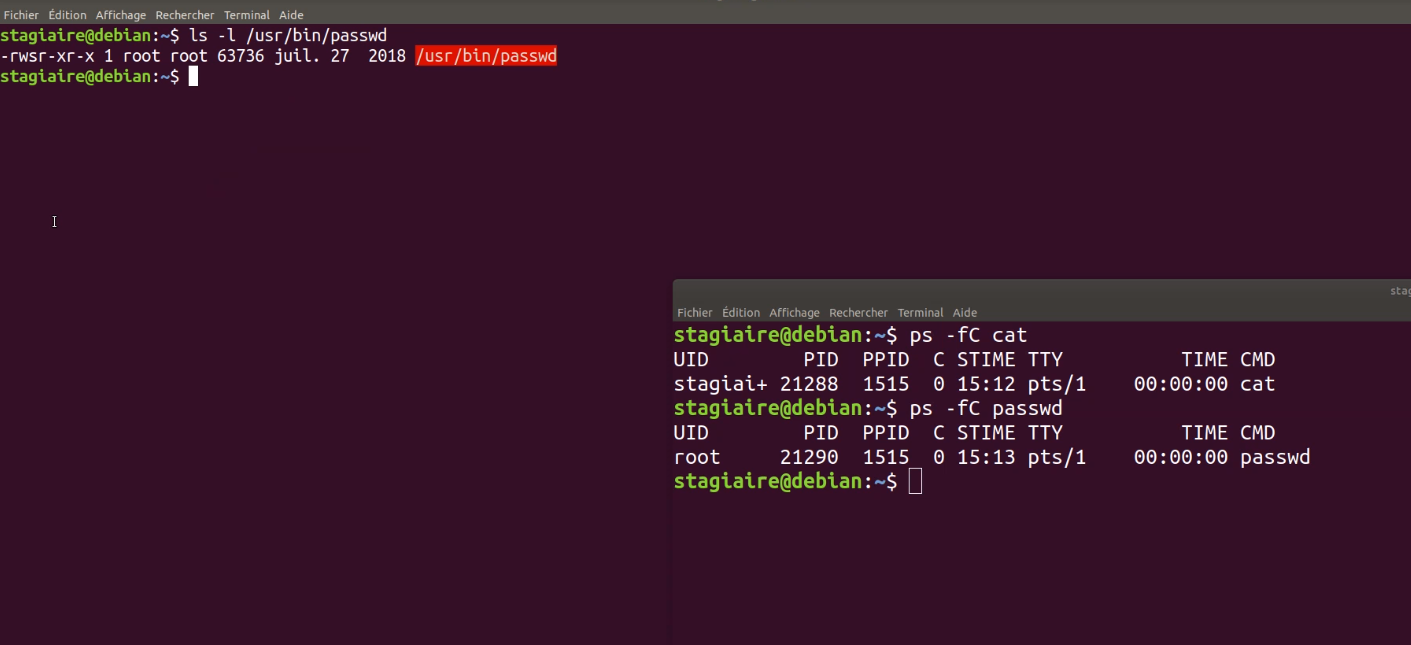 Fichier Édition Affichage Rechercher Terminal Aide
stagiaire@debian:~$ ls -l /usr/bin/passwd
-rwsr-xr-x 1 root root 63736 juil. 27  2018 /usr/bin/passwd
stagiaire@debian:~$
stag
Fichier Édition Affichage Rechercher Terminal Aide
stagiaire@debian:~$ ps -fC cat
UID        PID  PPID  C STIME TTY          TIME CMD
stagiai+ 21288  1515  0 15:12 pts/1    00:00:00 cat
stagiaire@debian:~$ ps -fC passwd
UID        PID  PPID  C STIME TTY          TIME CMD
root     21290  1515  0 15:13 pts/1    00:00:00 passwd
stagiaire@debian:~$